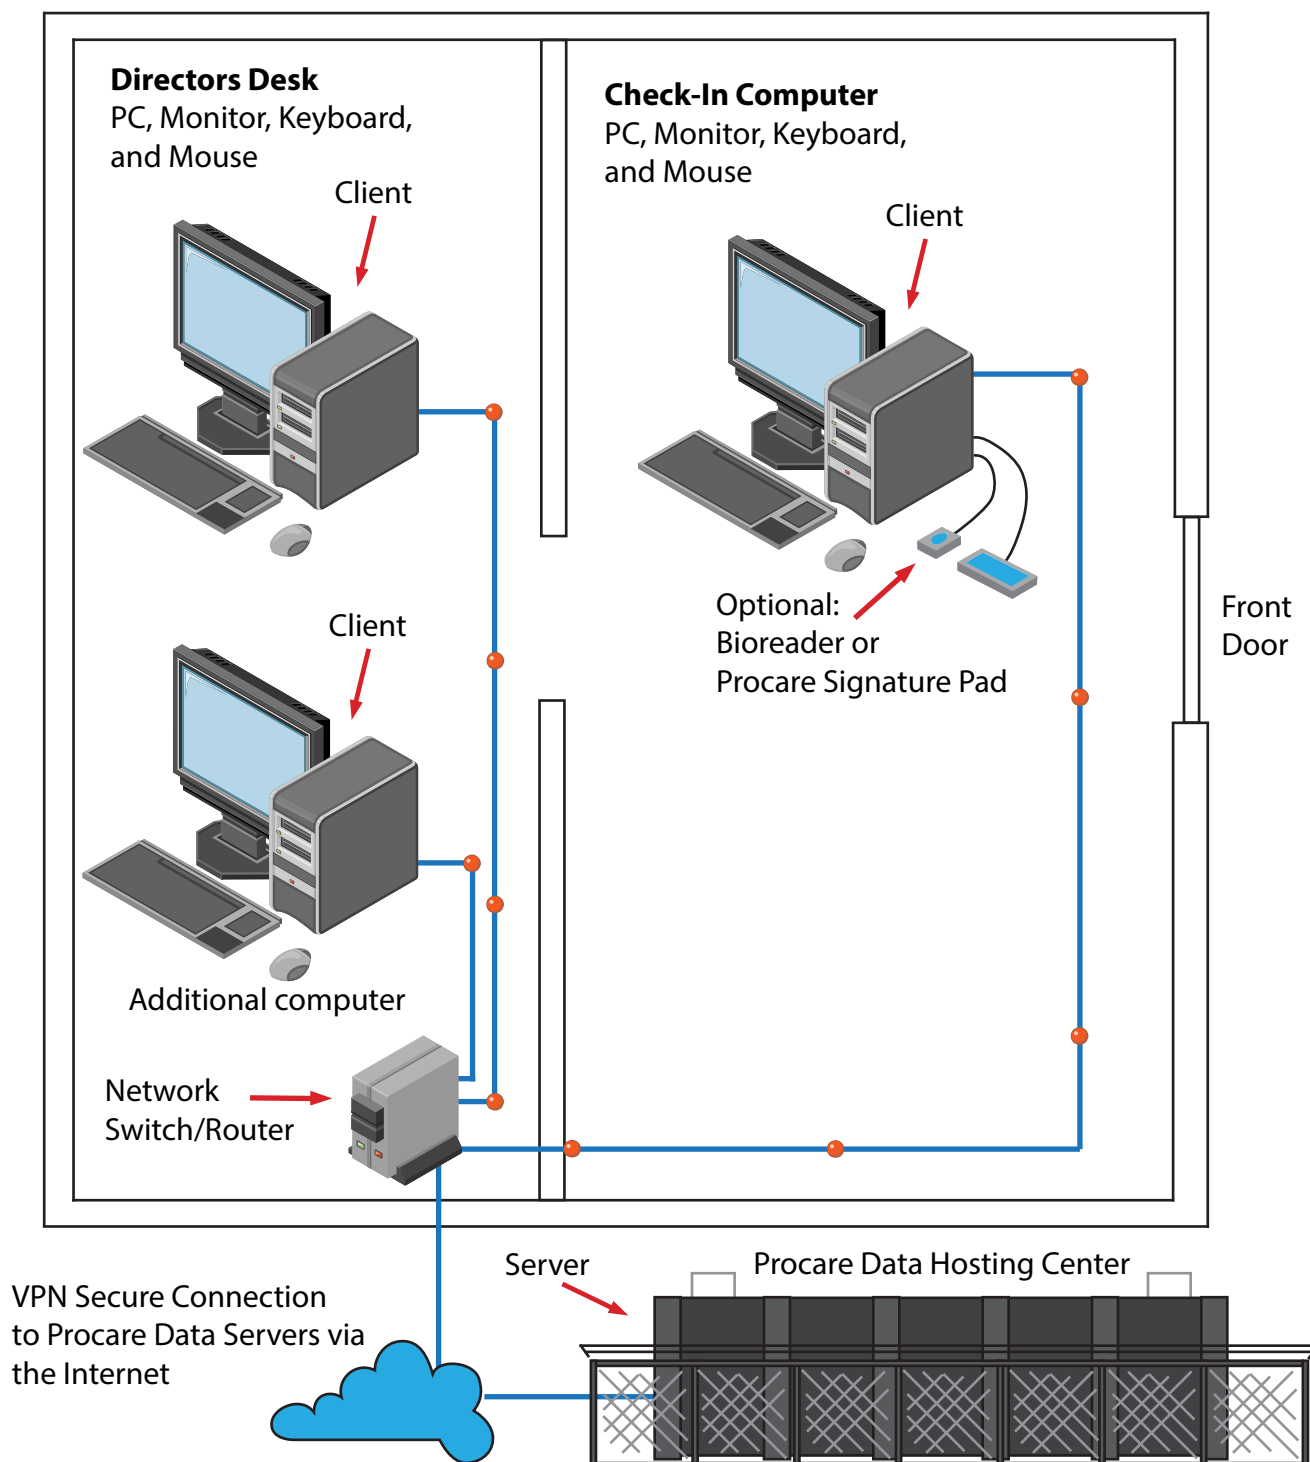 Directors Desk
PC, Monitor, Keyboard,
and Mouse
Client
Check-In Computer
PC, Monitor, Keyboard,
and Mouse
Client
Optional:
Bioreader or
Procare Signature Pad
Front
Door
Client
Additional computer
Network
Switch/Router
Server
Procare Data Hosting Center
VPN Secure Connection
to Procare Data Servers via
the Internet